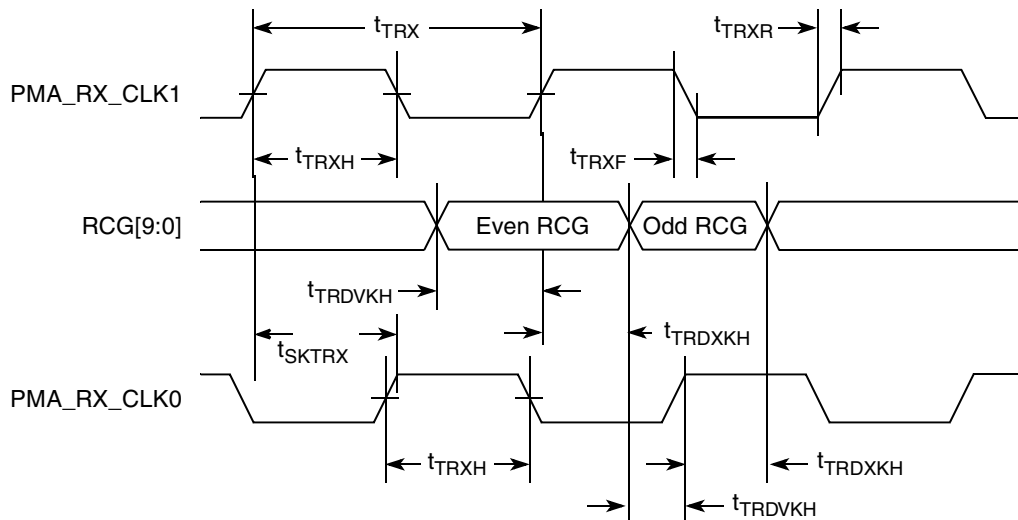 tTRX
tTRXR
PMA_RX_CLK1
tTRXH
tTRXF
RCG[9:0]
Even RCG
Odd RCG
tTRDVKH
tTRDXKH
tSKTRX
PMA_RX_CLK0
tTRXH
tTRDXKH
tTRDVKH